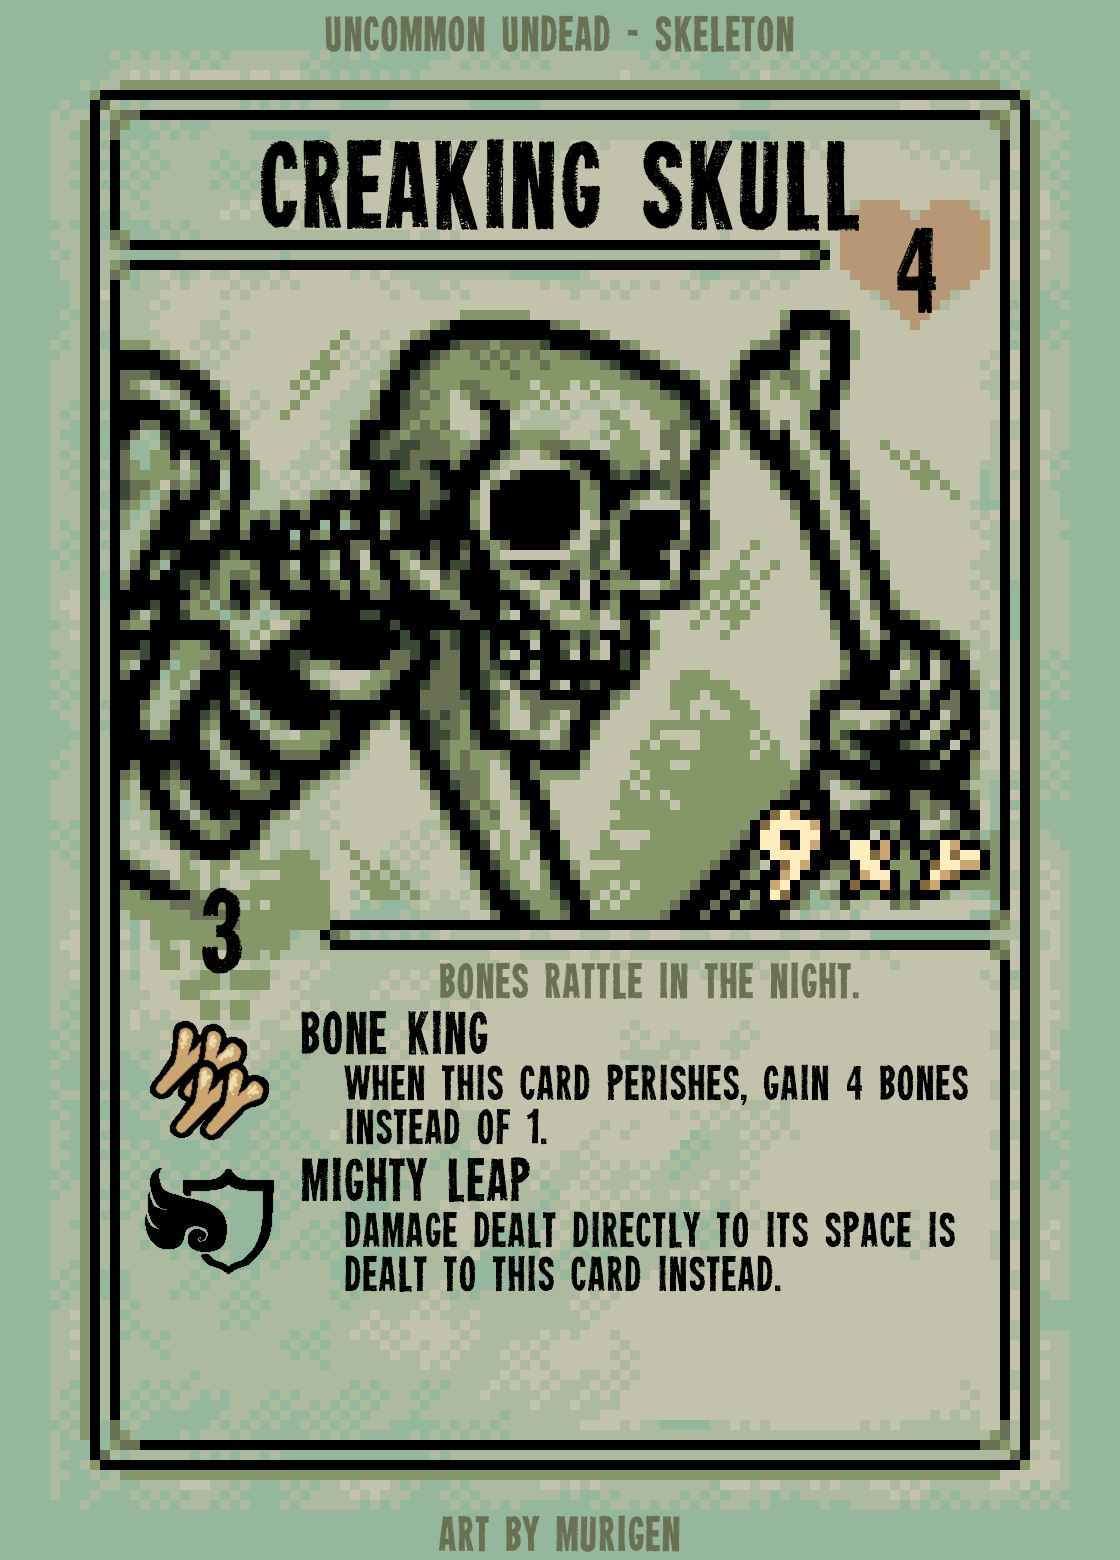 UNCOMMON UNDEAD - SKELETON
CREAKING SKULL
4
9 X Y
3
BONES RATTLE IN THE NIGHT.
BONE KING
WHEN THIS CARD PERISHES, GAIN 4 BONES
INSTEAD OF 1.
MIGHTY LEAP
DAMAGE DEALT DIRECTLY TO ITS SPACE IS
DEALT TO THIS CARD INSTEAD.
ART BY MURIGEN